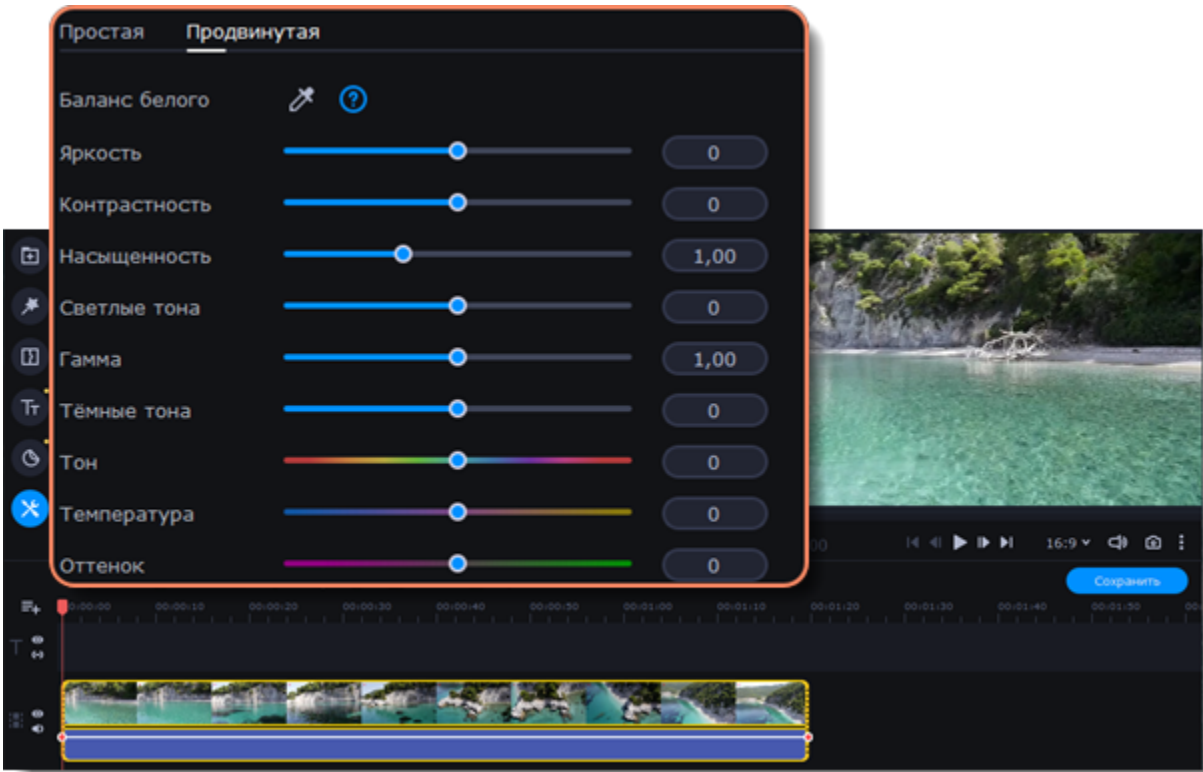 Простая Продвинутая
Баланс белого ?
Яркость 0
Контрастность 0
Насыщенность 1,00
Светлые тона 0
Гамма 1,00
Тёмные тона 0
Тон 0
Температура 0
Оттенок 0
Тт
00
16:9
Сохранить
0:00:00 00:00:10 00:00:20 00:00:30 00:00:40 00:00:50 00:01:00 00:01:10 00:01:20 00:01:30 00:01:40 00:01:50 00
T